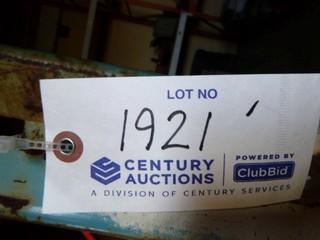 LOT NO
1921
CENTURY AUCTIONS
POWERED BY
ClubBid
A DIVISION OF CENTURY SERVICES